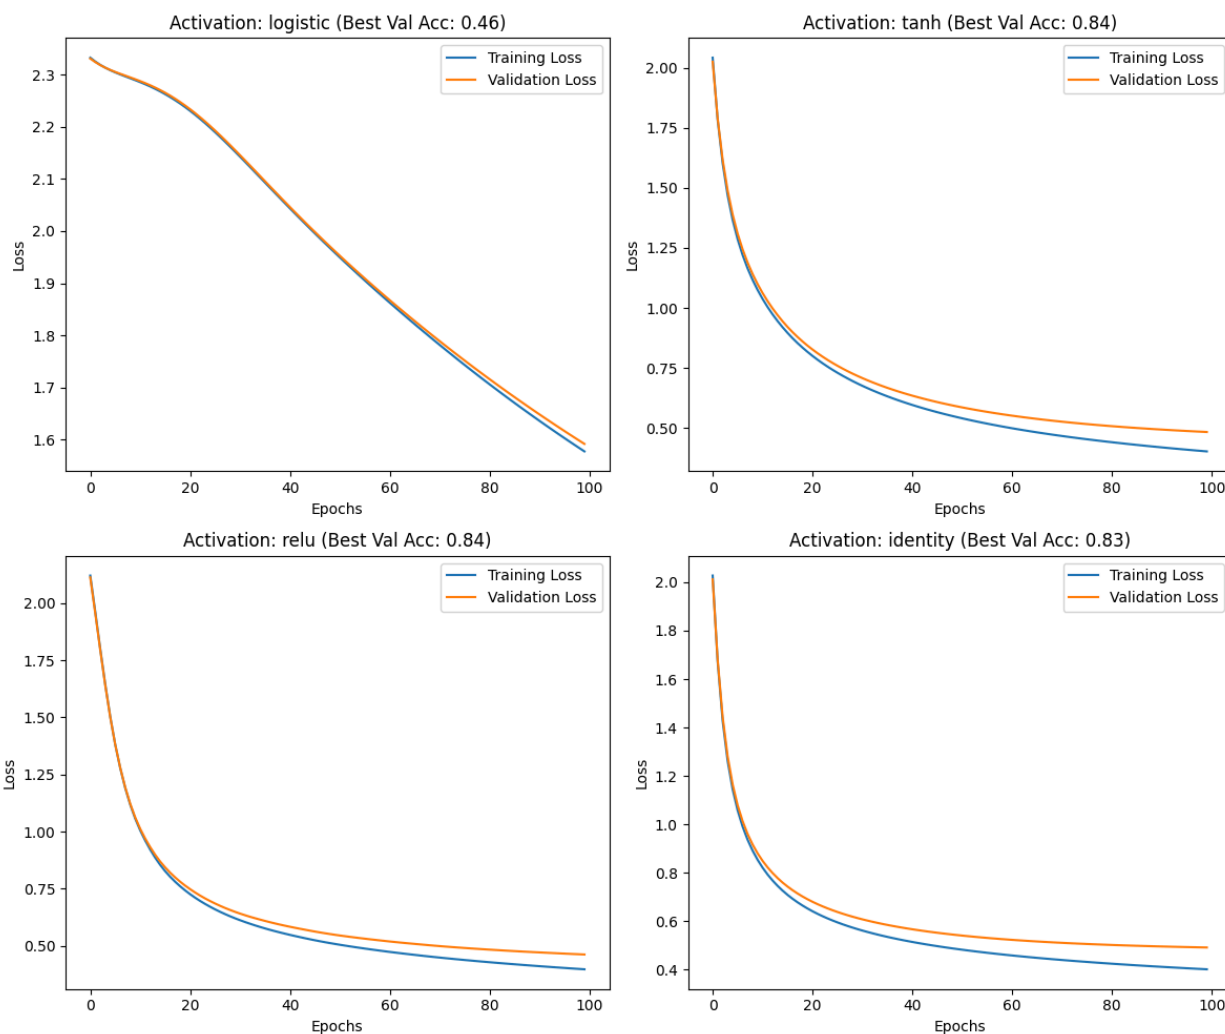 Activation: logistic (Best Val Acc: 0.46)
Training Loss
Validation Loss
2.3
2.2
2.1
2.0
1.9
1.8
1.7
1.6
Loss
0 20 40 60 80 100
Epochs
Activation: tanh (Best Val Acc: 0.84)
Training Loss
Validation Loss
2.00
1.75
1.50
1.25
1.00
0.75
0.50
Loss
0 20 40 60 80 100
Epochs
Activation: relu (Best Val Acc: 0.84)
Training Loss
Validation Loss
2.00
1.75
1.50
1.25
1.00
0.75
0.50
Loss
0 20 40 60 80 100
Epochs
Activation: identity (Best Val Acc: 0.83)
Training Loss
Validation Loss
2.0
1.8
1.6
1.4
1.2
1.0
0.8
0.6
0.4
Loss
0 20 40 60 80 100
Epochs